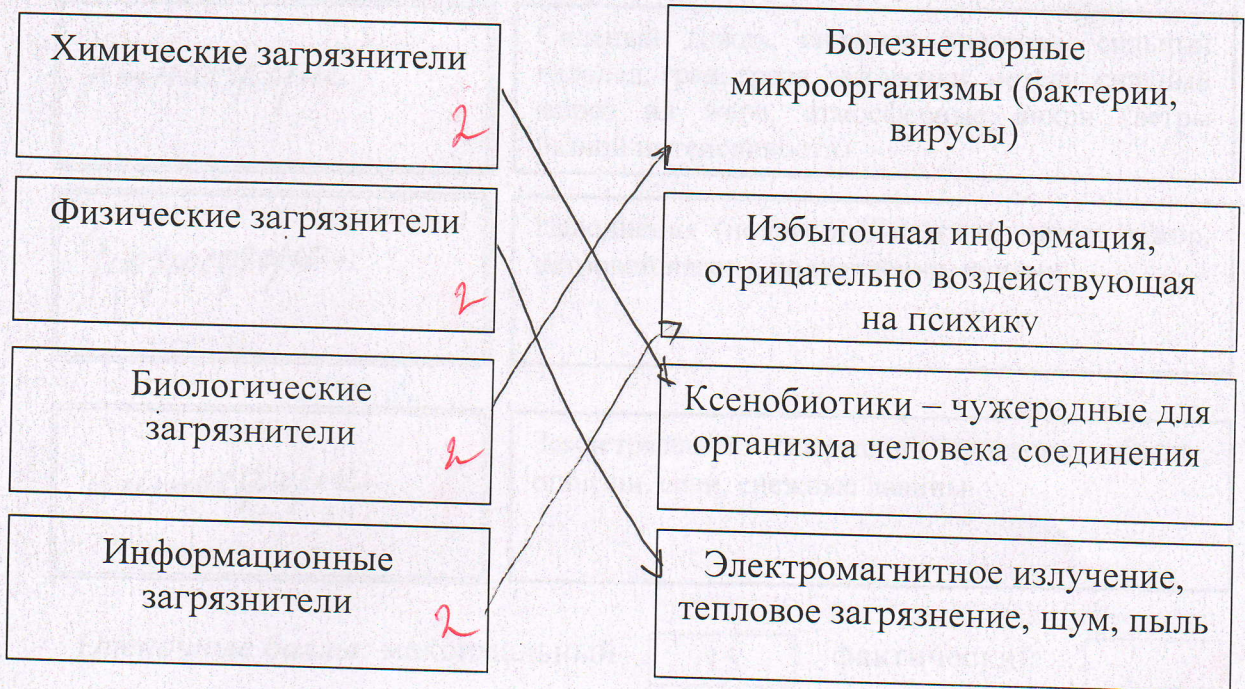 Химические загрязнители
2
Физические загрязнители
2
Биологические
загрязнители
2
Информационные
загрязнители
2
Болезнетворные
микроорганизмы (бактерии,
вирусы)
Избыточная информация,
отрицательно воздействующая
на психику
Ксенобиотики – чужеродные для
организма человека соединения
Электромагнитное излучение,
тепловое загрязнение, шум, пыль